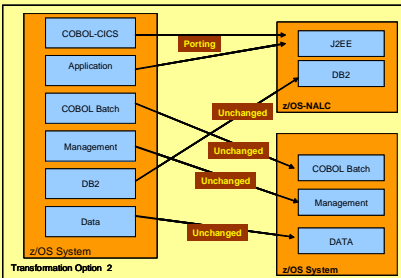 COBOL-CICS
Application
COBOL Batch
Management
DB2
Data
z/OS System
Porting
Unchanged
Unchanged
Unchanged
Unchanged
J2EE
DB2
z/OS-NALC
COBOL Batch
Management
DATA
z/OS System
Transformation Option 2